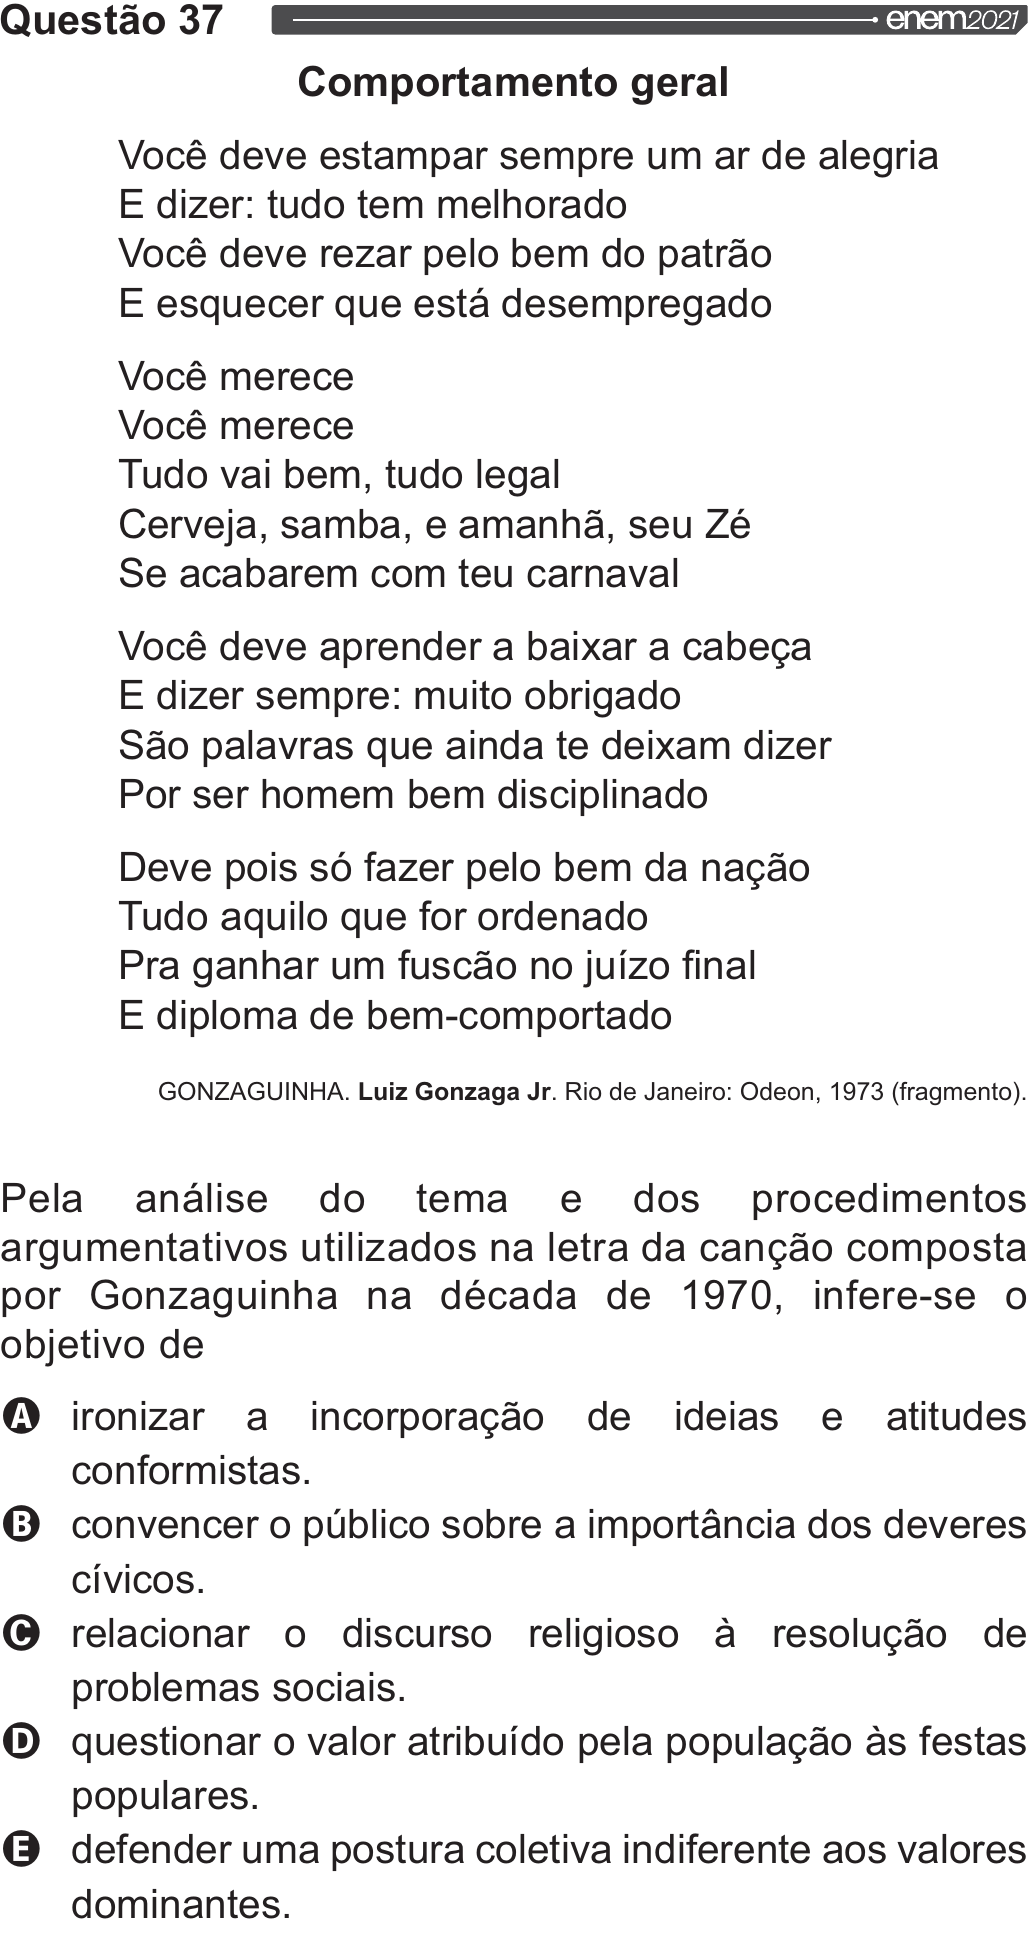 Questão 37
enem2021
Comportamento geral
Você deve estampar sempre um ar de alegria
E dizer: tudo tem melhorado
Você deve rezar pelo bem do patrão
E esquecer que está desempregado
Você merece
Você merece
Tudo vai bem, tudo legal
Cerveja, samba, e amanhã, seu Zé
Se acabarem com teu carnaval
Você deve aprender a baixar a cabeça
E dizer sempre: muito obrigado
São palavras que ainda te deixam dizer
Por ser homem bem disciplinado
Deve pois só fazer pelo bem da nação
Tudo aquilo que for ordenado
Pra ganhar um fuscão no juízo final
E diploma de bem-comportado
GONZAGUINHA. Luiz Gonzaga Jr. Rio de Janeiro: Odeon, 1973 (fragmento).
Pela análise do tema e dos procedimentos
argumentativos utilizados na letra da canção composta
por Gonzaguinha na década de 1970, infere-se o
objetivo de
A ironizar a incorporação de ideias e atitudes
conformistas.
B convencer o público sobre a importância dos deveres
cívicos.
C relacionar o discurso religioso à resolução de
problemas sociais.
D questionar o valor atribuído pela população às festas
populares.
E defender uma postura coletiva indiferente aos valores
dominantes.